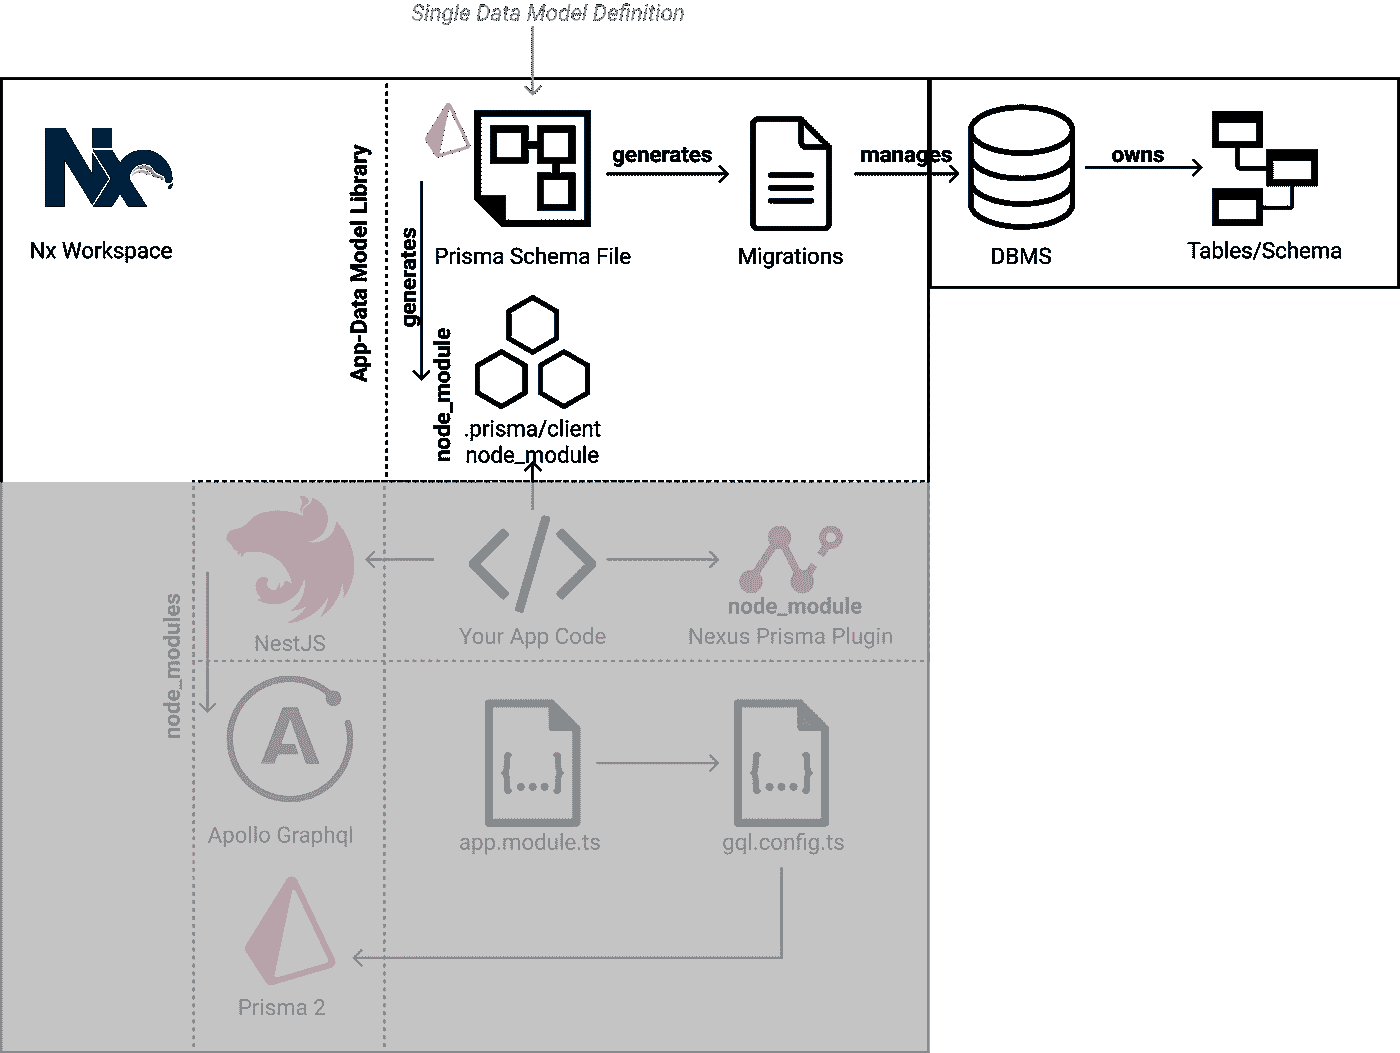 Single Data Model Definition
Nx
Nx Workspace
App-Data Model Library
generates
Prisma Schema File
generates
Migrations
manages
DBMS
owns
Tables/Schema
node_module
.prisma/client
node_module
node_modules
NestJS
Your App Code
node_module
Nexus Prisma Plugin
A
Apollo Graphql
{...}
app.module.ts
{...}
gql.config.ts
Prisma 2